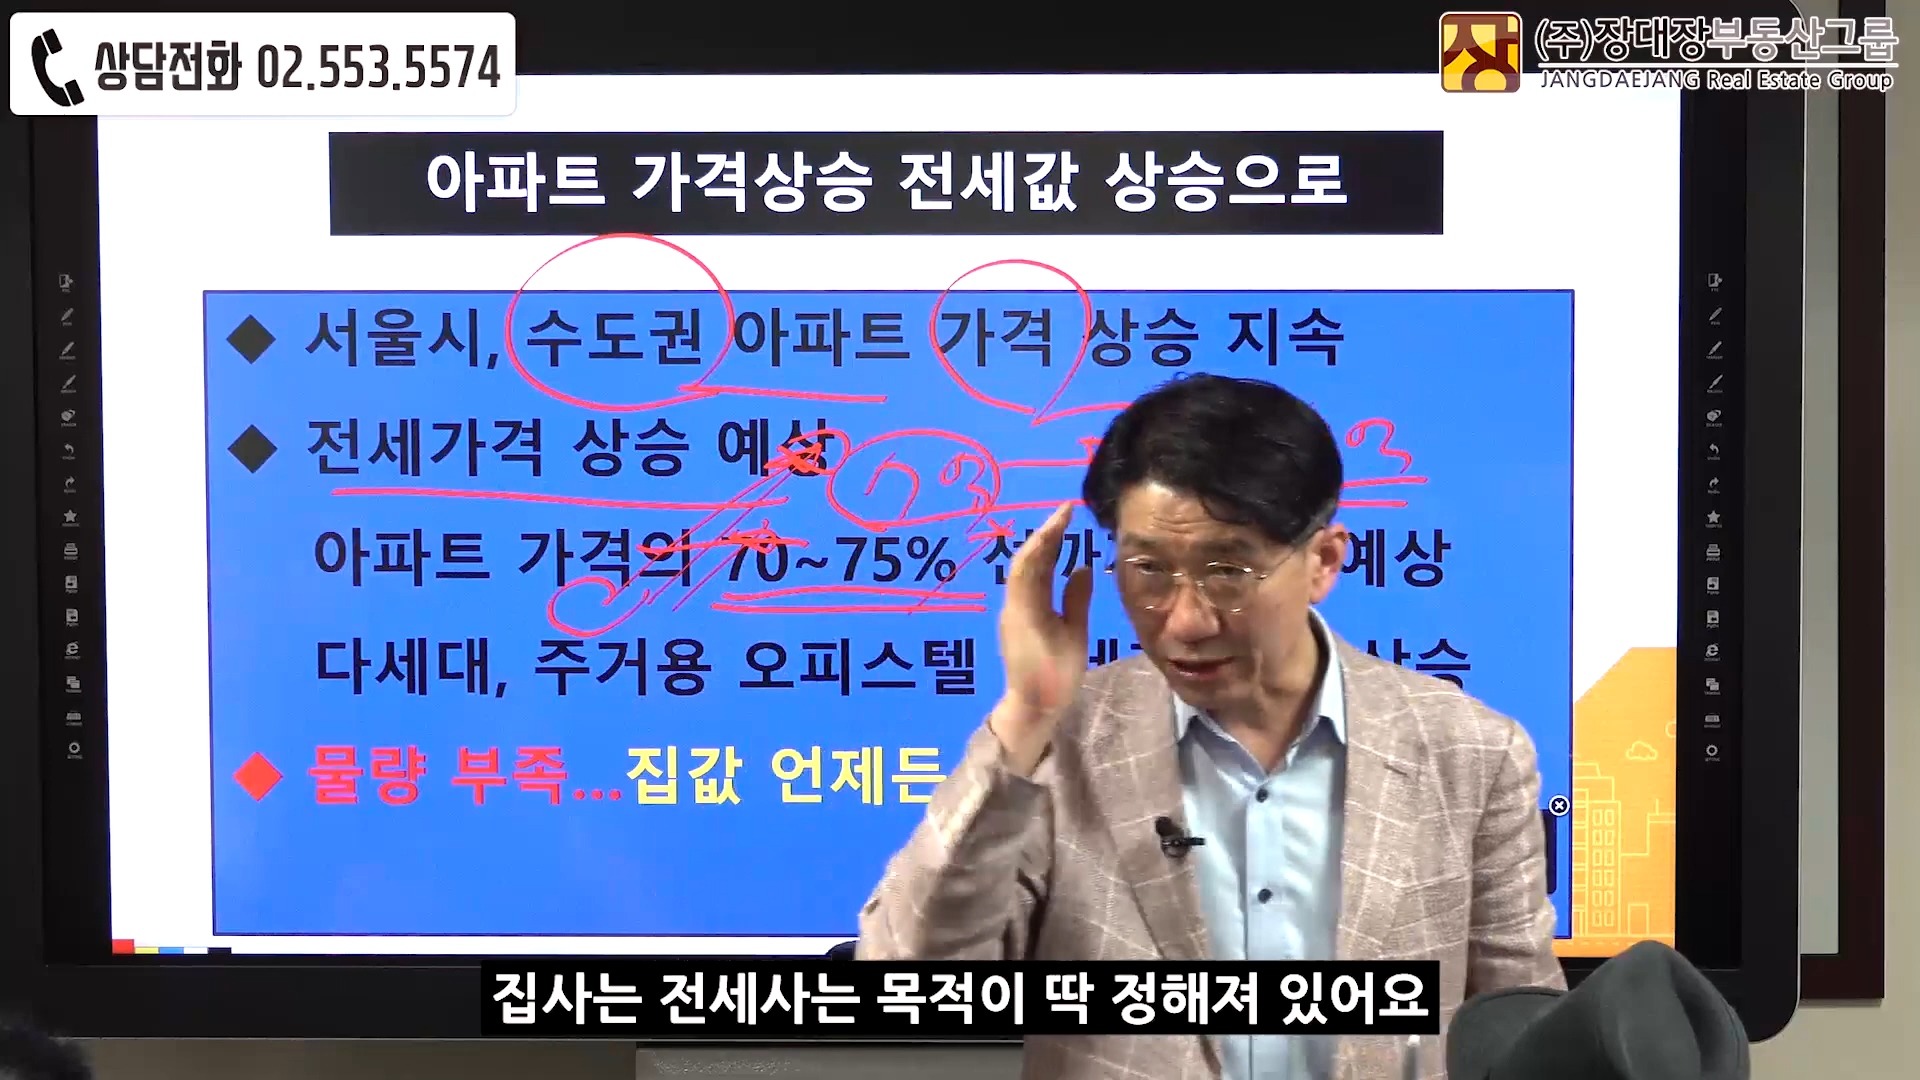 상담전화 02.553.5574
(주)장대장부동산그룹
JANGDAEJANG Real Estate Group
아파트 가격상승 전세값 상승으로
◆ 서울시, 수도권 아파트 가격 상승 지속
◆ 전세가격 상승 예상
아파트 가격의 70~75% 예상
다세대, 주거용 오피스텔 상승
◆ 물량 부족...집값 언제든
집사는 전세사는 목적이 딱 정해져 있어요